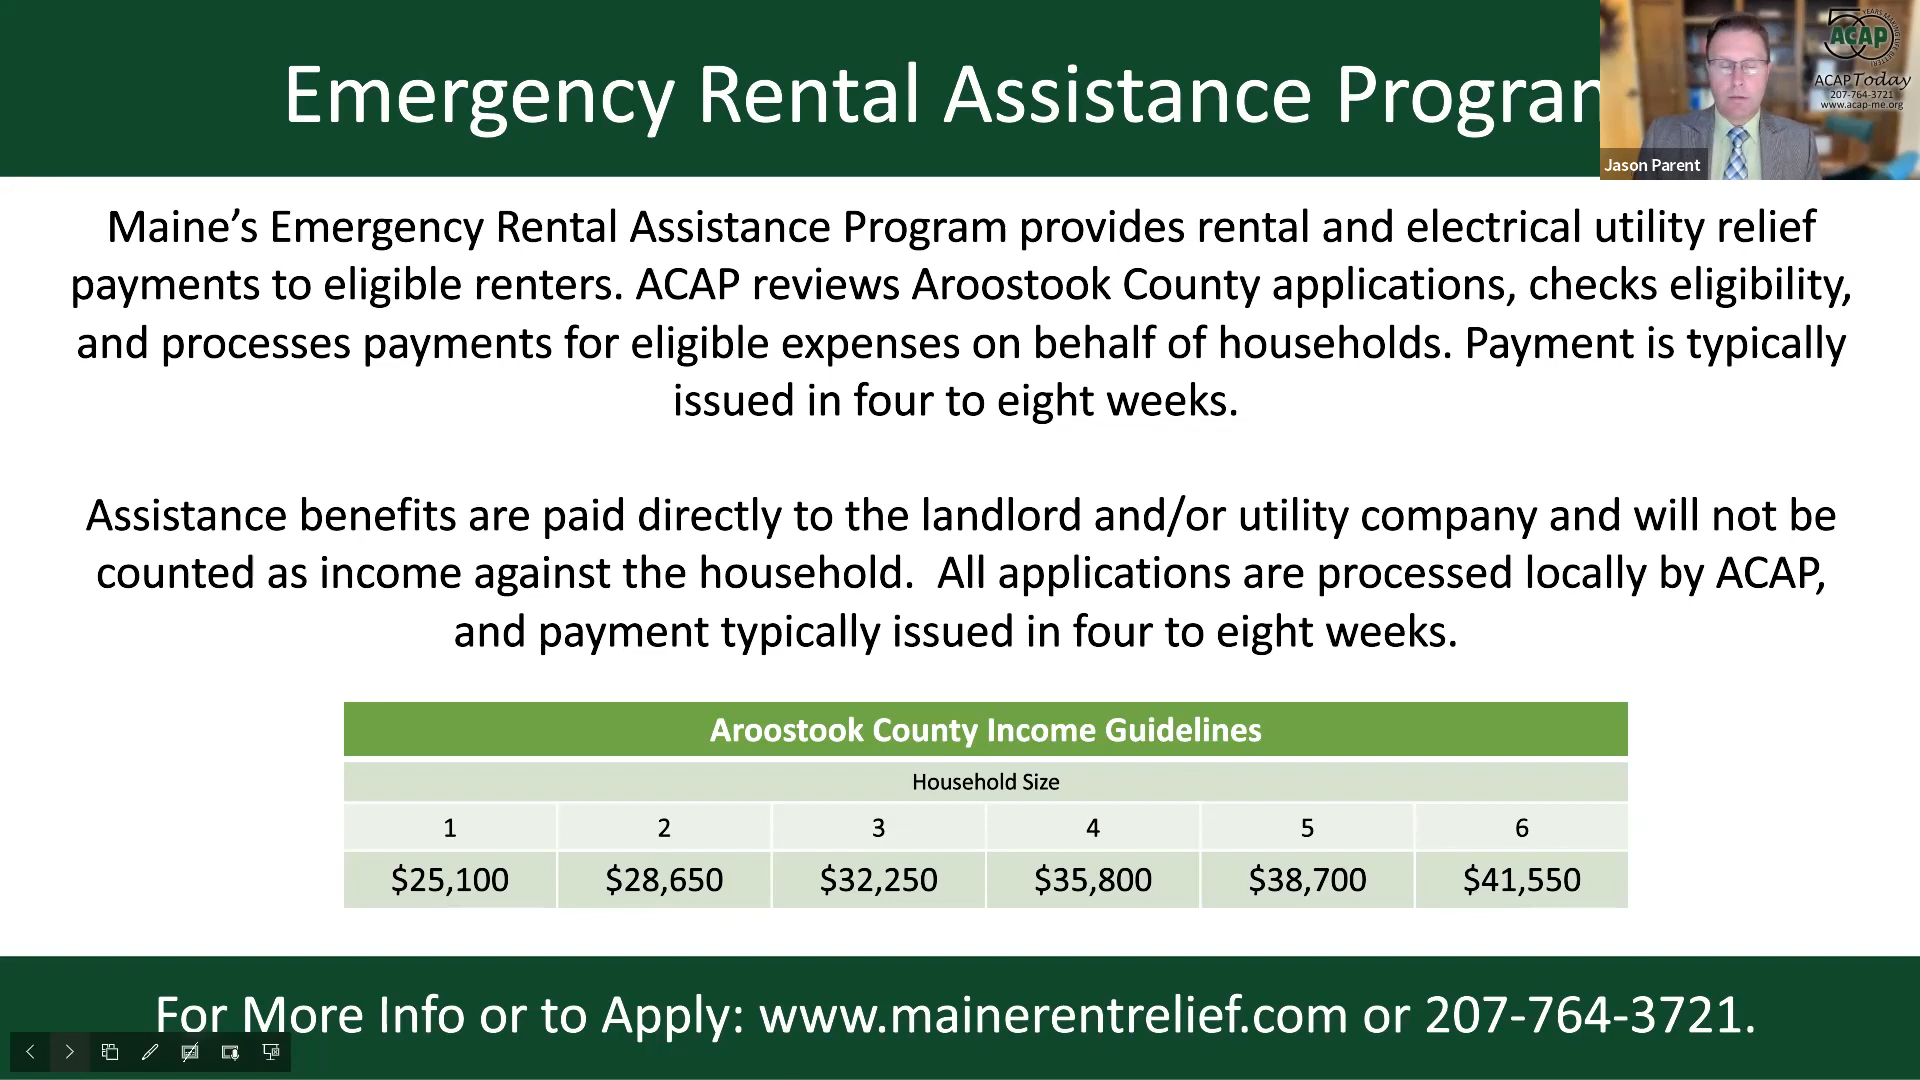 Emergency Rental Assistance Program
YEARS MAKING LIFE BETTER!
50
ACAP
ACAP Today
207-764-3721
www.acap-me.org
Jason Parent
Maine’s Emergency Rental Assistance Program provides rental and electrical utility relief
payments to eligible renters. ACAP reviews Aroostook County applications, checks eligibility,
and processes payments for eligible expenses on behalf of households. Payment is typically
issued in four to eight weeks.
Assistance benefits are paid directly to the landlord and/or utility company and will not be
counted as income against the household.  All applications are processed locally by ACAP,
and payment typically issued in four to eight weeks.
Aroostook County Income Guidelines
Household Size
1 2 3 4 5 6
$25,100 $28,650 $32,250 $35,800 $38,700 $41,550
For More Info or to Apply: www.mainerentrelief.com or 207-764-3721.